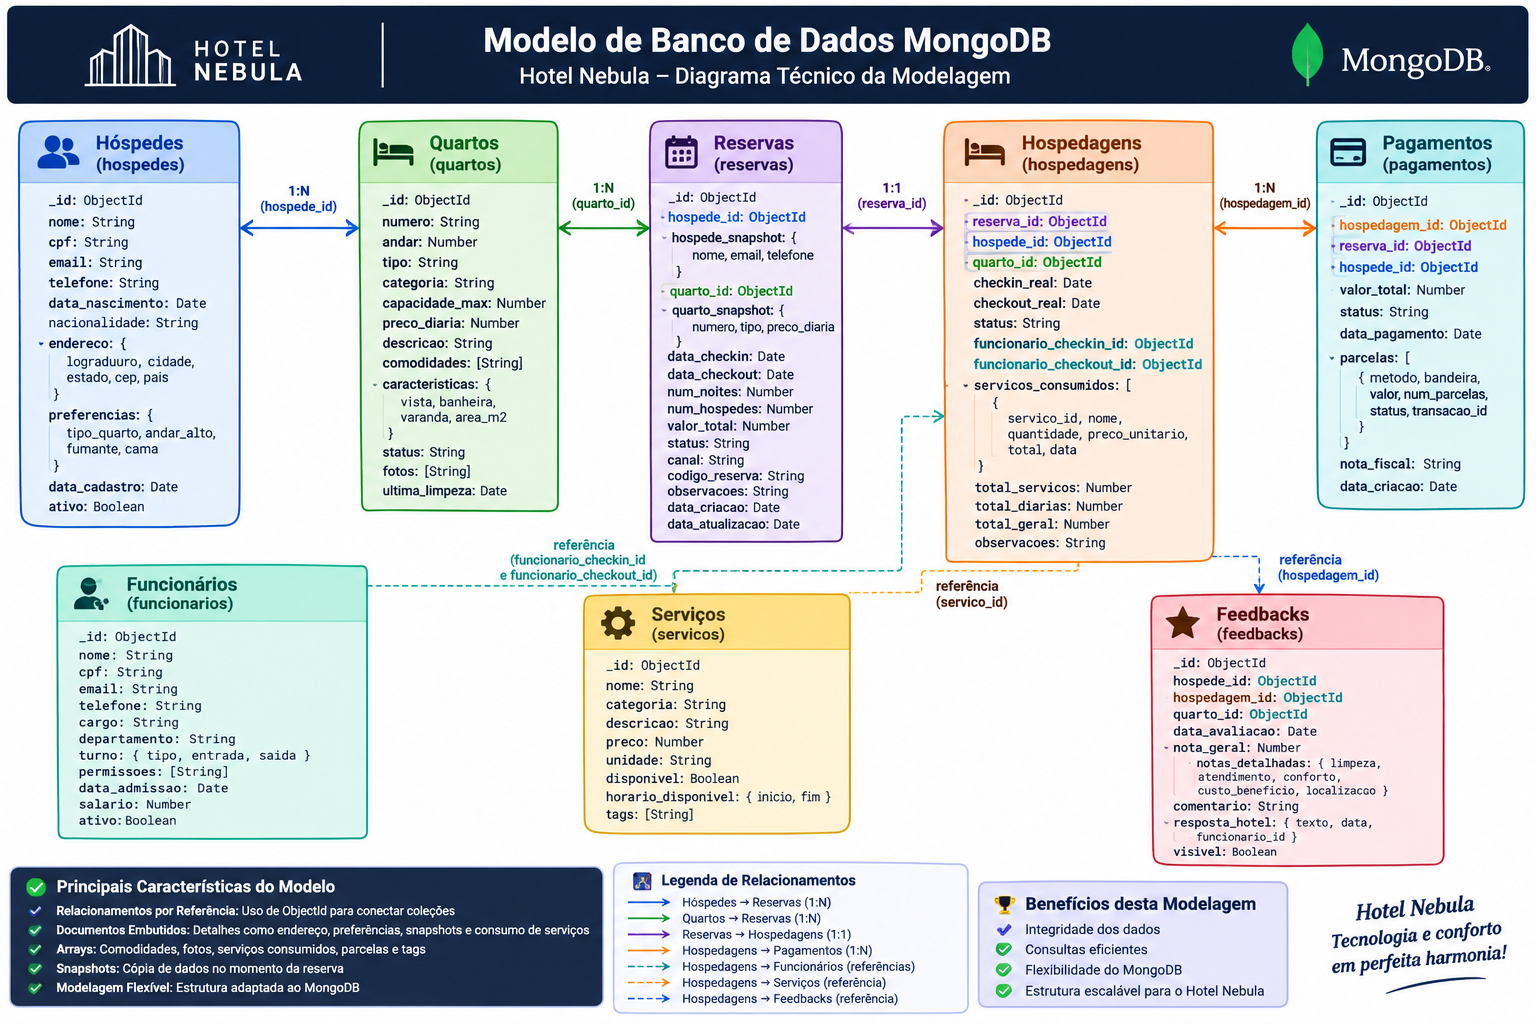 HOTEL
NEBULA
Modelo de Banco de Dados MongoDB
Hotel Nebula – Diagrama Técnico da Modelagem
MongoDB®
Hóspedes
(hospedes)
_id: ObjectId
nome: String
cpf: String
email: String
telefone: String
data_nascimento: Date
nacionalidade: String
endereco: {
lograduuro, cidade,
estado, cep, pais
}
preferencias: {
tipo_quarto, andar_alto,
fumante, cama
}
data_cadastro: Date
ativo: Boolean
1:N
(hospede_id)
Quartos
(quartos)
_id: ObjectId
numero: String
andar: Number
tipo: String
categoria: String
capacidade_max: Number
preco_diaria: Number
descricao: String
comodidades: [String]
caracteristicas: {
vista, banheira,
varanda, area_m2
}
status: String
fotos: [String]
ultima_limpeza: Date
1:N
(quarto_id)
Reservas
(reservas)
_id: ObjectId
hospede_id: ObjectId
hospede_snapshot: {
nome, email, telefone
}
quarto_id: ObjectId
quarto_snapshot: {
numero, tipo, preco_diaria
}
data_checkin: Date
data_checkout: Date
num_noites: Number
num_hospedes: Number
valor_total: Number
status: String
canal: String
codigo_reserva: String
observacoes: String
data_criacao: Date
data_atualizacao: Date
1:1
(reserva_id)
Hospedagens
(hospedagens)
_id: ObjectId
reserva_id: ObjectId
hospede_id: ObjectId
quarto_id: ObjectId
checkin_real: Date
checkout_real: Date
status: String
funcionario_checkin_id: ObjectId
funcionario_checkout_id: ObjectId
servicos_consumidos: [
{
servico_id, nome,
quantidade, preco_unitario,
total, data
}
total_servicos: Number
total_diarias: Number
total_geral: Number
observacoes: String
1:N
(hospedagem_id)
Pagamentos
(pagamentos)
_id: ObjectId
hospedagem_id: ObjectId
reserva_id: ObjectId
hospede_id: ObjectId
valor_total: Number
status: String
data_pagamento: Date
parcelas: [
{ metodo, bandeira,
valor, num_parcelas,
status, transacao_id
}
]
nota_fiscal: String
data_criacao: Date
referência
(funcionario_checkin_id
e funcionario_checkout_id)
referência
(servico_id)
referência
(hospedagem_id)
Funcionários
(funcionarios)
_id: ObjectId
nome: String
cpf: String
email: String
telefone: String
cargo: String
departamento: String
turno: { tipo, entrada, saida }
permissoes: [String]
data_admissao: Date
salario: Number
ativo:Boolean
Serviços
(servicos)
_id: ObjectId
nome: String
categoria: String
descricao: String
preco: Number
unidade: String
disponivel: Boolean
horario_disponivel: { inicio, fim }
tags: [String]
Feedbacks
(feedbacks)
_id: ObjectId
hospede_id: ObjectId
hospedagem_id: ObjectId
quarto_id: ObjectId
data_avaliacao: Date
nota_geral: Number
notas_detalhadas: { limpeza,
atendimento, conforto,
custo_beneficio, localizacco }
comentario: String
resposta_hotel: { texto, data,
funcionario_id }
visivel: Boolean
Principais Características do Modelo
Relacionamentos por Referência: Uso de ObjectId para conectar coleções
Documentos Embutidos: Detalhes como endereço, preferências, snapshots e consumo de serviços
Arrays: Comodidades, fotos, serviços consumidos, parcelas e tags
Snapshots: Cópia de dados no momento da reserva
Modelagem Flexível: Estrutura adaptada ao MongoDB
Legenda de Relacionamentos
Hóspedes → Reservas (1:N)
Quartos → Reservas (1:N)
Reservas → Hospedagens (1:1)
Hospedagens → Pagamentos (1:N)
Hospedagens → Funcionários (referências)
Hospedagens → Serviços (referência)
Hospedagens → Feedbacks (referência)
Benefícios desta Modelagem
Integridade dos dados
Consultas eficientes
Flexibilidade do MongoDB
Estrutura escalável para o Hotel Nebula
Hotel Nebula
Tecnologia e conforto
em perfeita harmonia!